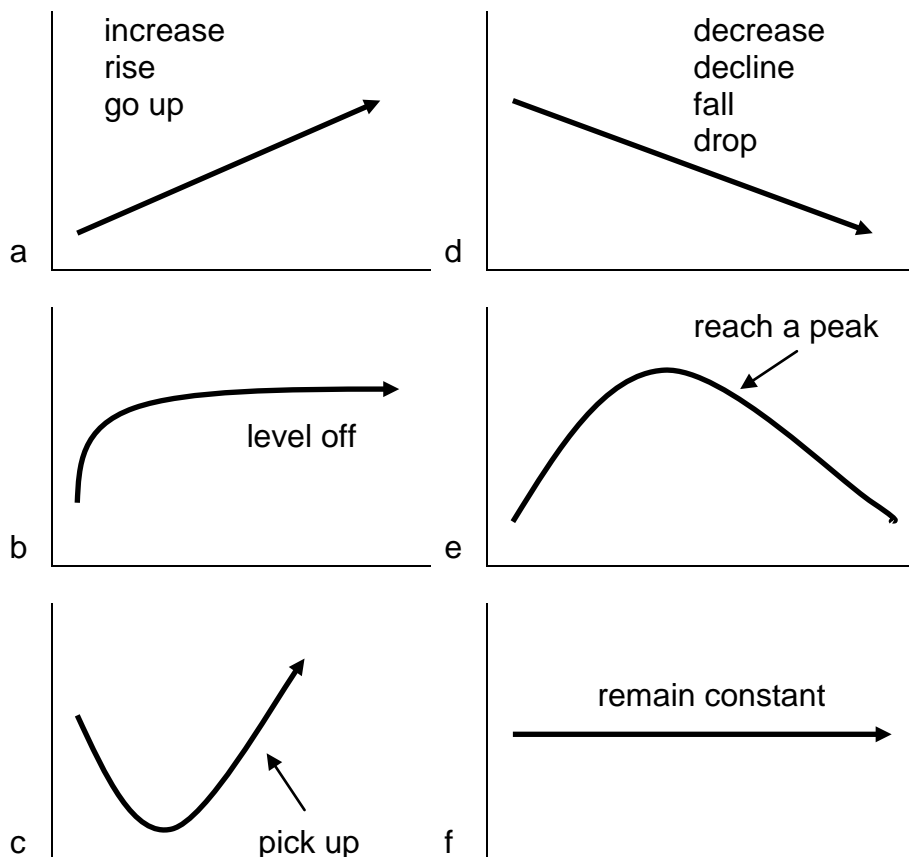 increase
rise
go up
a
decrease
decline
fall
drop
d
level off
b
reach a peak
e
pick up
c
remain constant
f